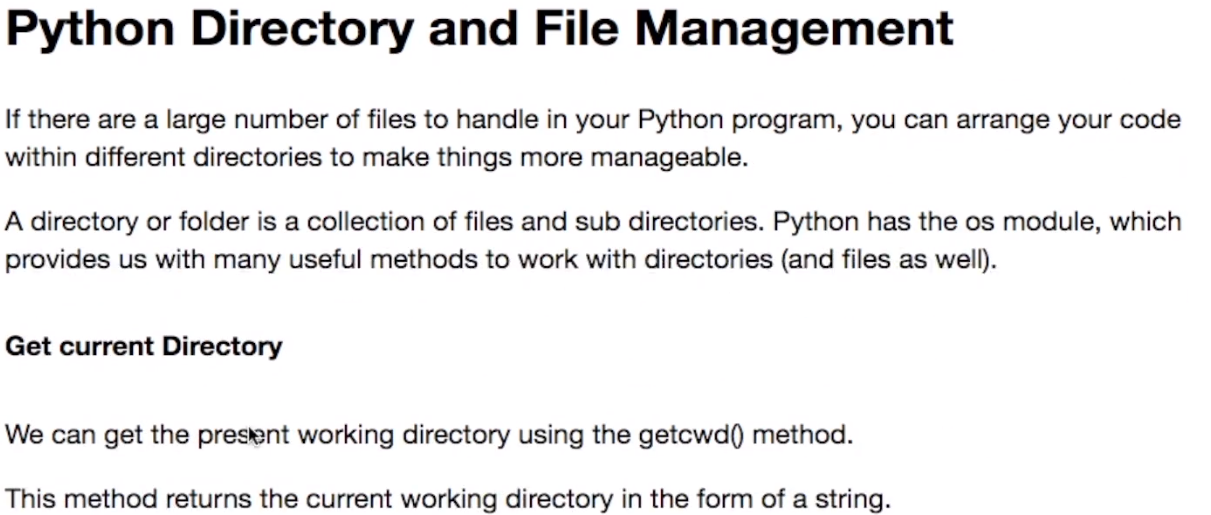 Python Directory and File Management
If there are a large number of files to handle in your Python program, you can arrange your code
within different directories to make things more manageable.
A directory or folder is a collection of files and sub directories. Python has the os module, which
provides us with many useful methods to work with directories (and files as well).
Get current Directory
We can get the present working directory using the getcwd() method.
This method returns the current working directory in the form of a string.